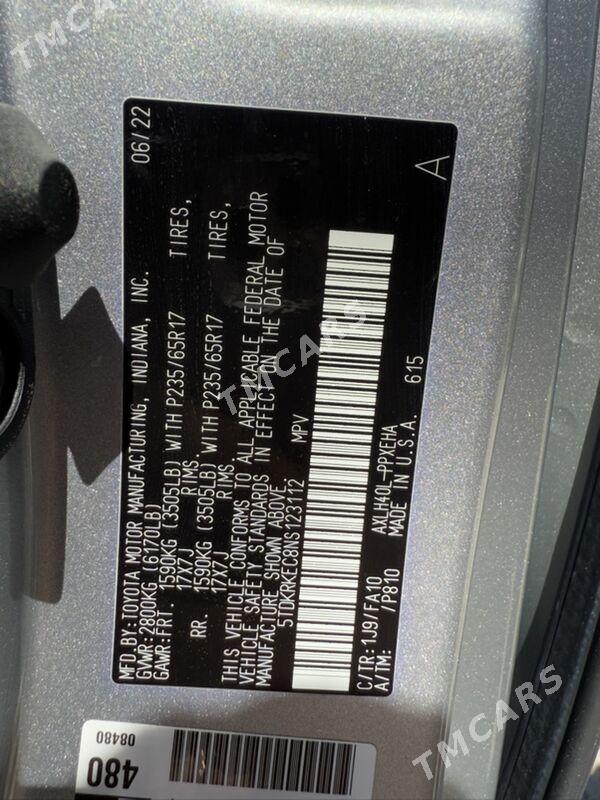 MFD.BY:TOYOTA MOTOR MANUFACTURING, INDIANA, INC. 06/22
GVWR:2800KG (6170LB)
GAWR:FRT. 1590KG (3505LB) WITH P235/65R17 TIRES,
17X7J RIMS
RR. 1590KG (3505LB) WITH P235/65R17 TIRES,
17X7J RIMS
THIS VEHICLE CONFORMS TO ALL APPLICABLE FEDERAL MOTOR
VEHICLE SAFETY STANDARDS IN EFFECT ON THE DATE OF
MANUFACTURE SHOWN ABOVE.
5TDKRKEC8NS123112 MPV
C/TR:1J9/FA10 AXLH40L-PPXEHA 615
A/TM: /P810 MADE IN U.S.A.
A
08480
480
TMCARS
TMCARS
TMCARS